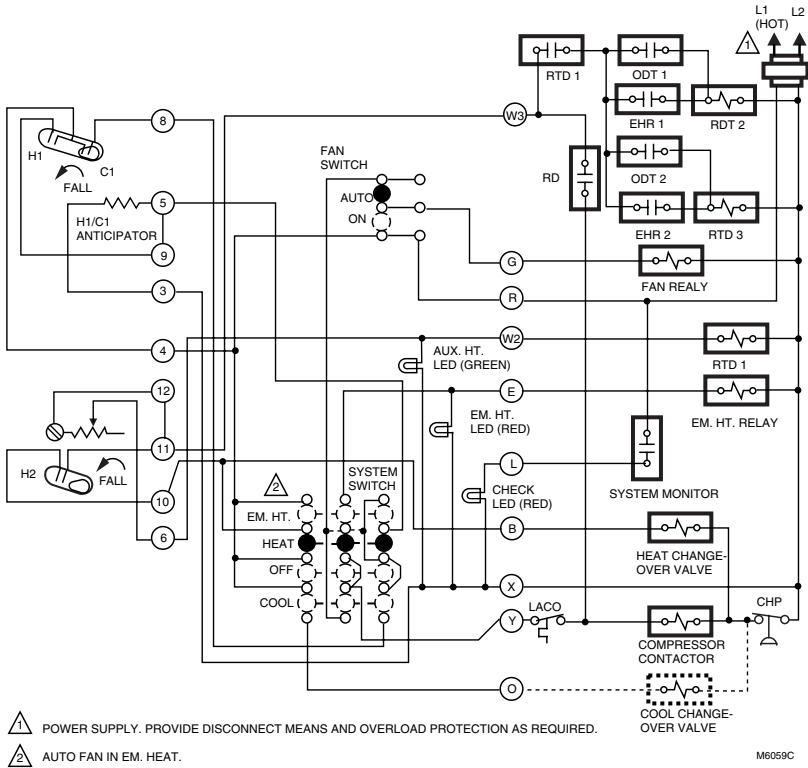 L1
(HOT)
L2
1
RTD 1
ODT 1
EHR 1
RDT 2
ODT 2
EHR 2
RTD 3
W3
RD
FAN REALY
8
H1
C1
FALL
5
H1/C1
ANTICIPATOR
9
3
4
FAN
SWITCH
AUTO
ON
G
R
W2
AUX. HT.
LED (GREEN)
RTD 1
E
EM. HT.
LED (RED)
EM. HT. RELAY
12
11
H2
FALL
10
6
L
CHECK
LED (RED)
SYSTEM MONITOR
2
SYSTEM
SWITCH
EM. HT.
HEAT
OFF
COOL
B
HEAT CHANGE-
OVER VALVE
X
Y
LACO
CHP
COMPRESSOR
CONTACTOR
O
COOL CHANGE-
OVER VALVE
1 POWER SUPPLY. PROVIDE DISCONNECT MEANS AND OVERLOAD PROTECTION AS REQUIRED.
2 AUTO FAN IN EM. HEAT.
M6059C